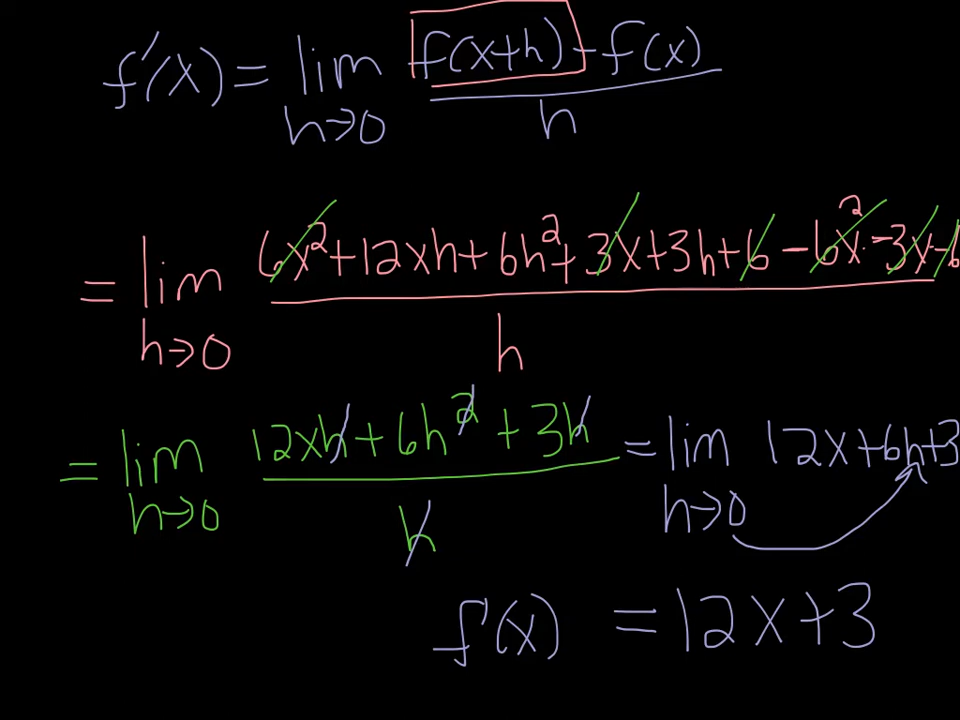 f'(x) = lim h→0 f(x+h) - f(x) / h
= lim h→0 6x² + 12xh + 6h² + 3x + 3h + 6 - 6x² - 3x - 6 / h
= lim h→0 12xh + 6h² + 3h / h = lim h→0 12x + 6h + 3
f'(x) = 12x + 3